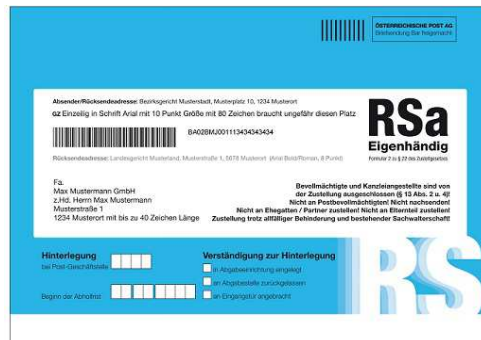 ÖSTERREICHISCHE POST AG
Briefsendung Bar freigemacht
Absender/Rücksendeadresse: Bezirksgericht Musterstadt, Musterplatz 10, 1234 Musterort
GZ Einzeilig in Schrift Arial mit 10 Punkt Größe mit 80 Zeichen braucht ungefähr diesen Platz
RSa
Eigenhändig
Formular 2 zu § 22 des Zustellgesetzes
Rücksendeadresse: Landesgericht Musterland, Musterstraße 1, 5678 Musterort (Arial Bold/Roman, 8 Punkt)
Fa.
Max Mustermann GmbH
z.Hd. Herrn Max Mustermann
Musterstraße 1
1234 Musterort mit bis zu 40 Zeichen Länge
Bevollmächtigte und Kanzleiangestellte sind von
der Zustellung ausgeschlossen (§ 13 Abs. 2 u. 4)!
Nicht an Postbevollmächtigten! Nicht nachsenden!
Nicht an Ehegatten / Partner zustellen! Nicht an Elternteil zustellen!
Zustellung trotz allfälliger Behinderung und bestehender Sachwalterschaft!
Hinterlegung
bei Post-Geschäftsstelle
Beginn der Abholfrist
Verständigung zur Hinterlegung
in Abgabeeinrichtung eingelegt
an Abgabestelle zurückgelassen
an Eingangstür angebracht
RS